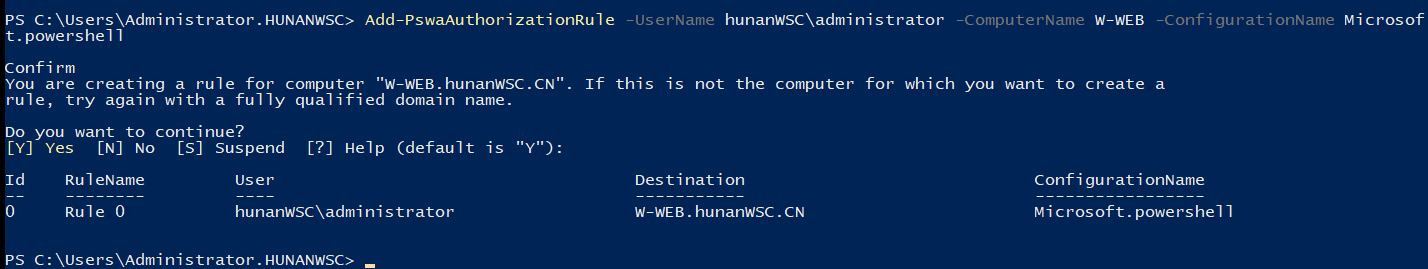 PS C:\Users\Administrator.HUNANWSC> Add-PswaAuthorizationRule -UserName hunanWSC\administrator -ComputerName W-WEB -ConfigurationName Microsof
t.powershell
Confirm
You are creating a rule for computer "W-WEB.hunanWSC.CN". If this is not the computer for which you want to create a
rule, try again with a fully qualified domain name.
Do you want to continue?
[Y] Yes  [N] No  [S] Suspend  [?] Help (default is "Y"):
Id    RuleName         User                                    Destination                             ConfigurationName
--    --------         ----                                    -----------                             -----------------
0     Rule 0           hunanWSC\administrator                  W-WEB.hunanWSC.CN                       Microsoft.powershell
PS C:\Users\Administrator.HUNANWSC>